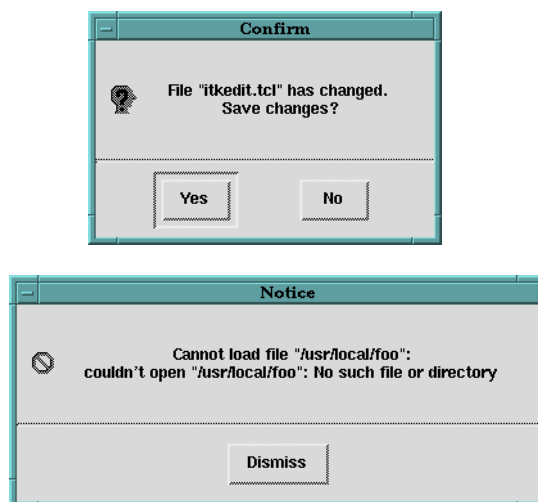 Confirm
File "itkedit.tcl" has changed.
Save changes?
Yes
No
Notice
Cannot load file "/usr/local/foo":
couldn't open "/usr/local/foo": No such file or directory
Dismiss